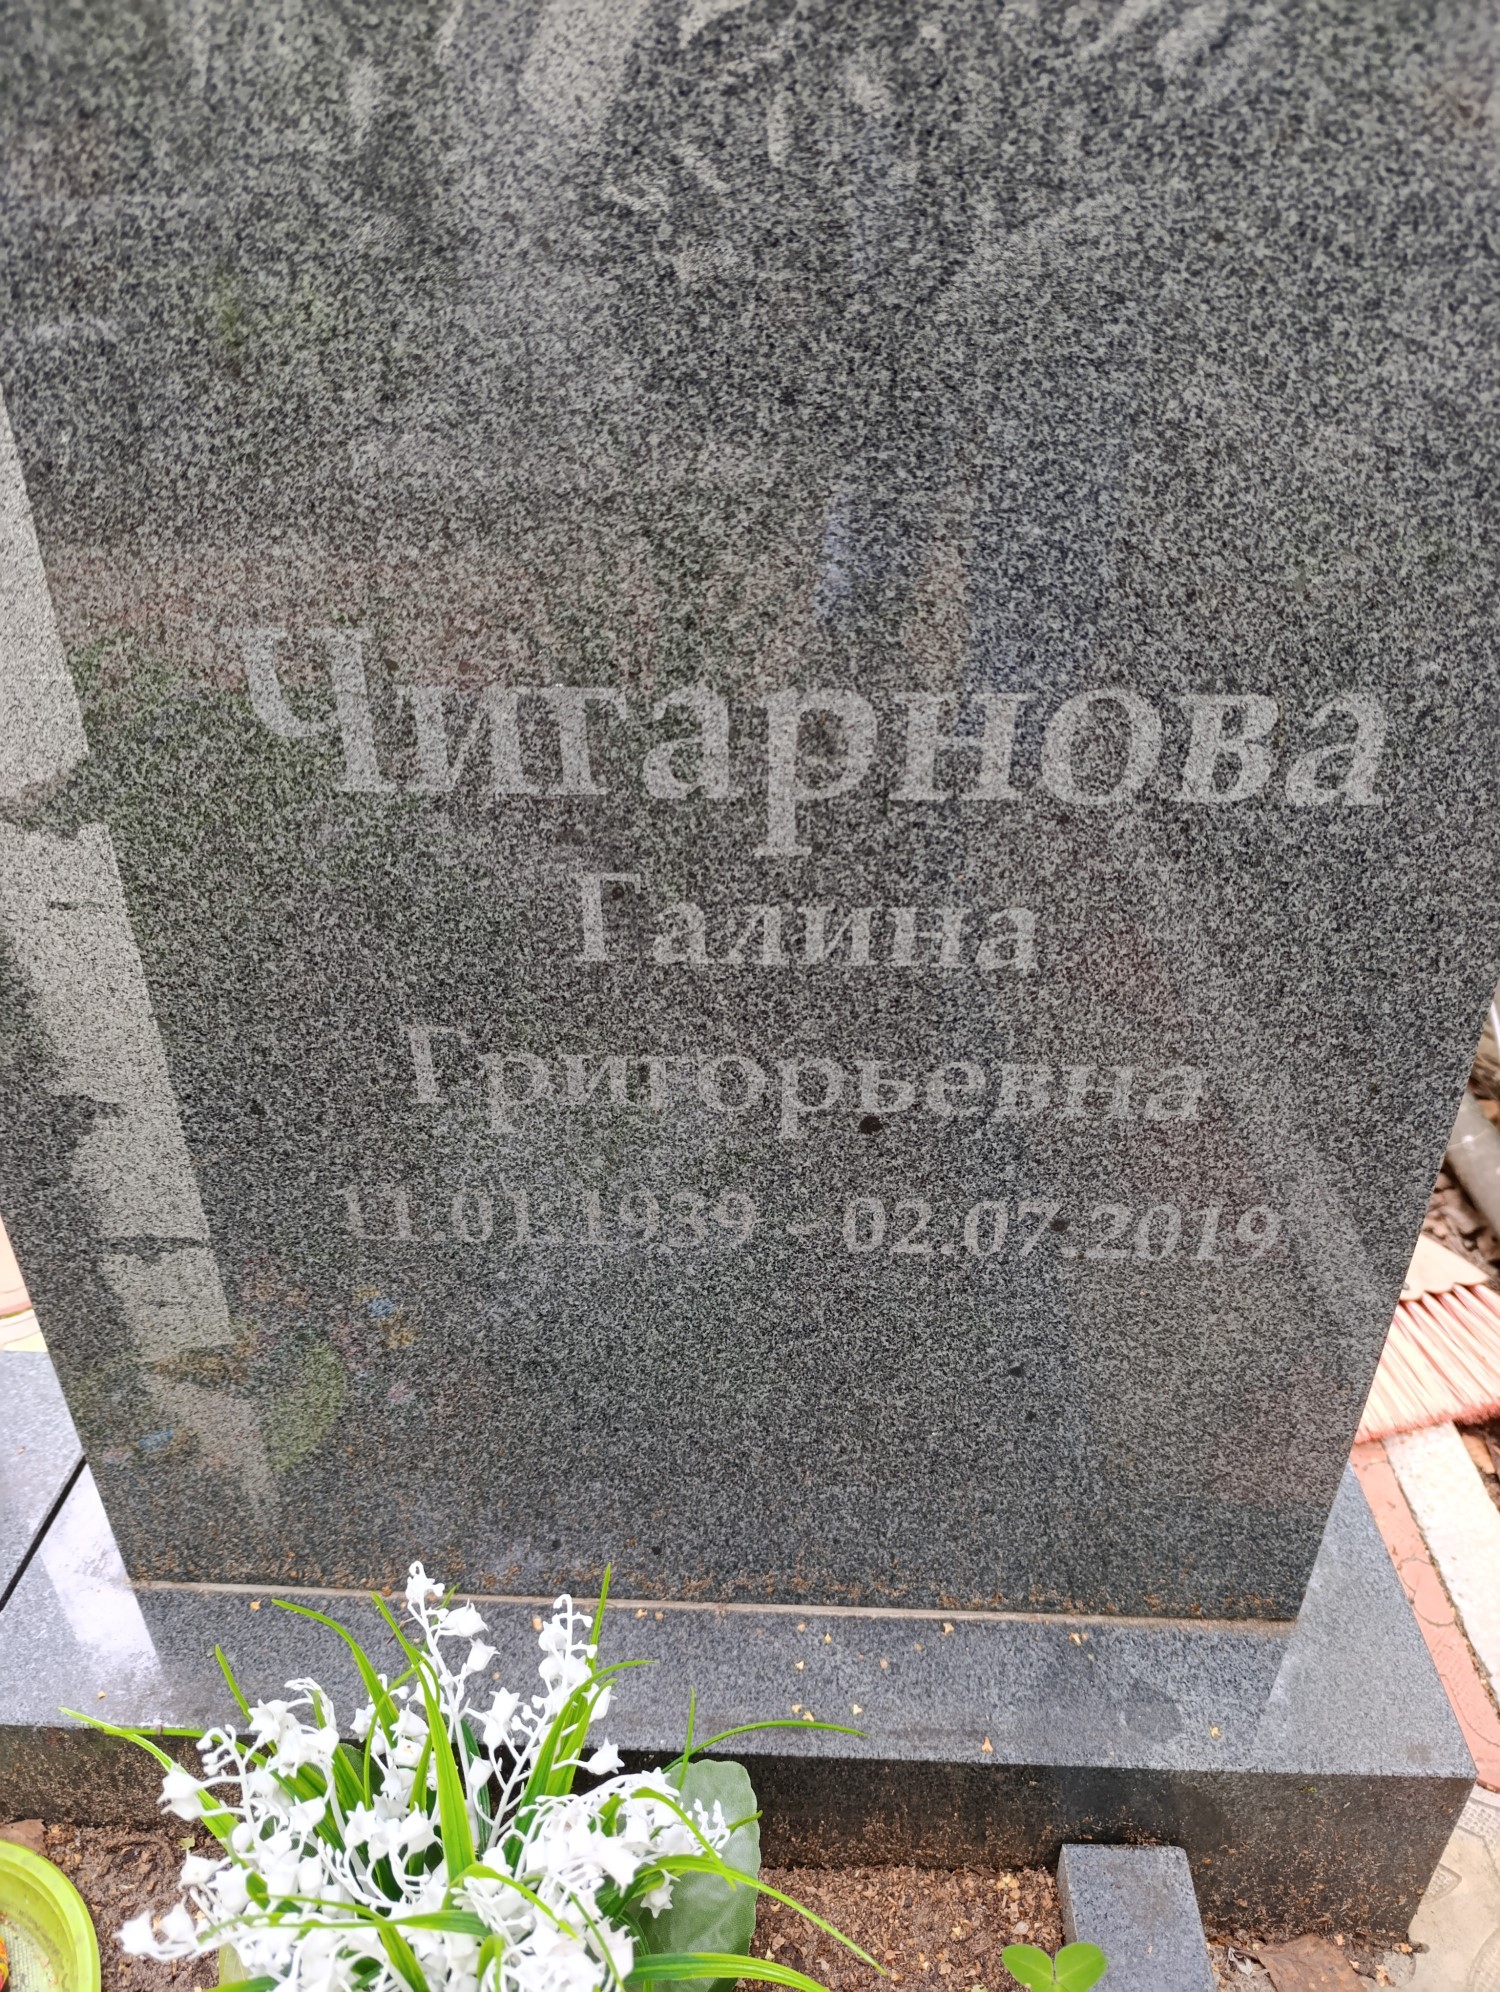 Чигарнова
Галина
Григорьевна
11.01.1939 - 02.07.2019